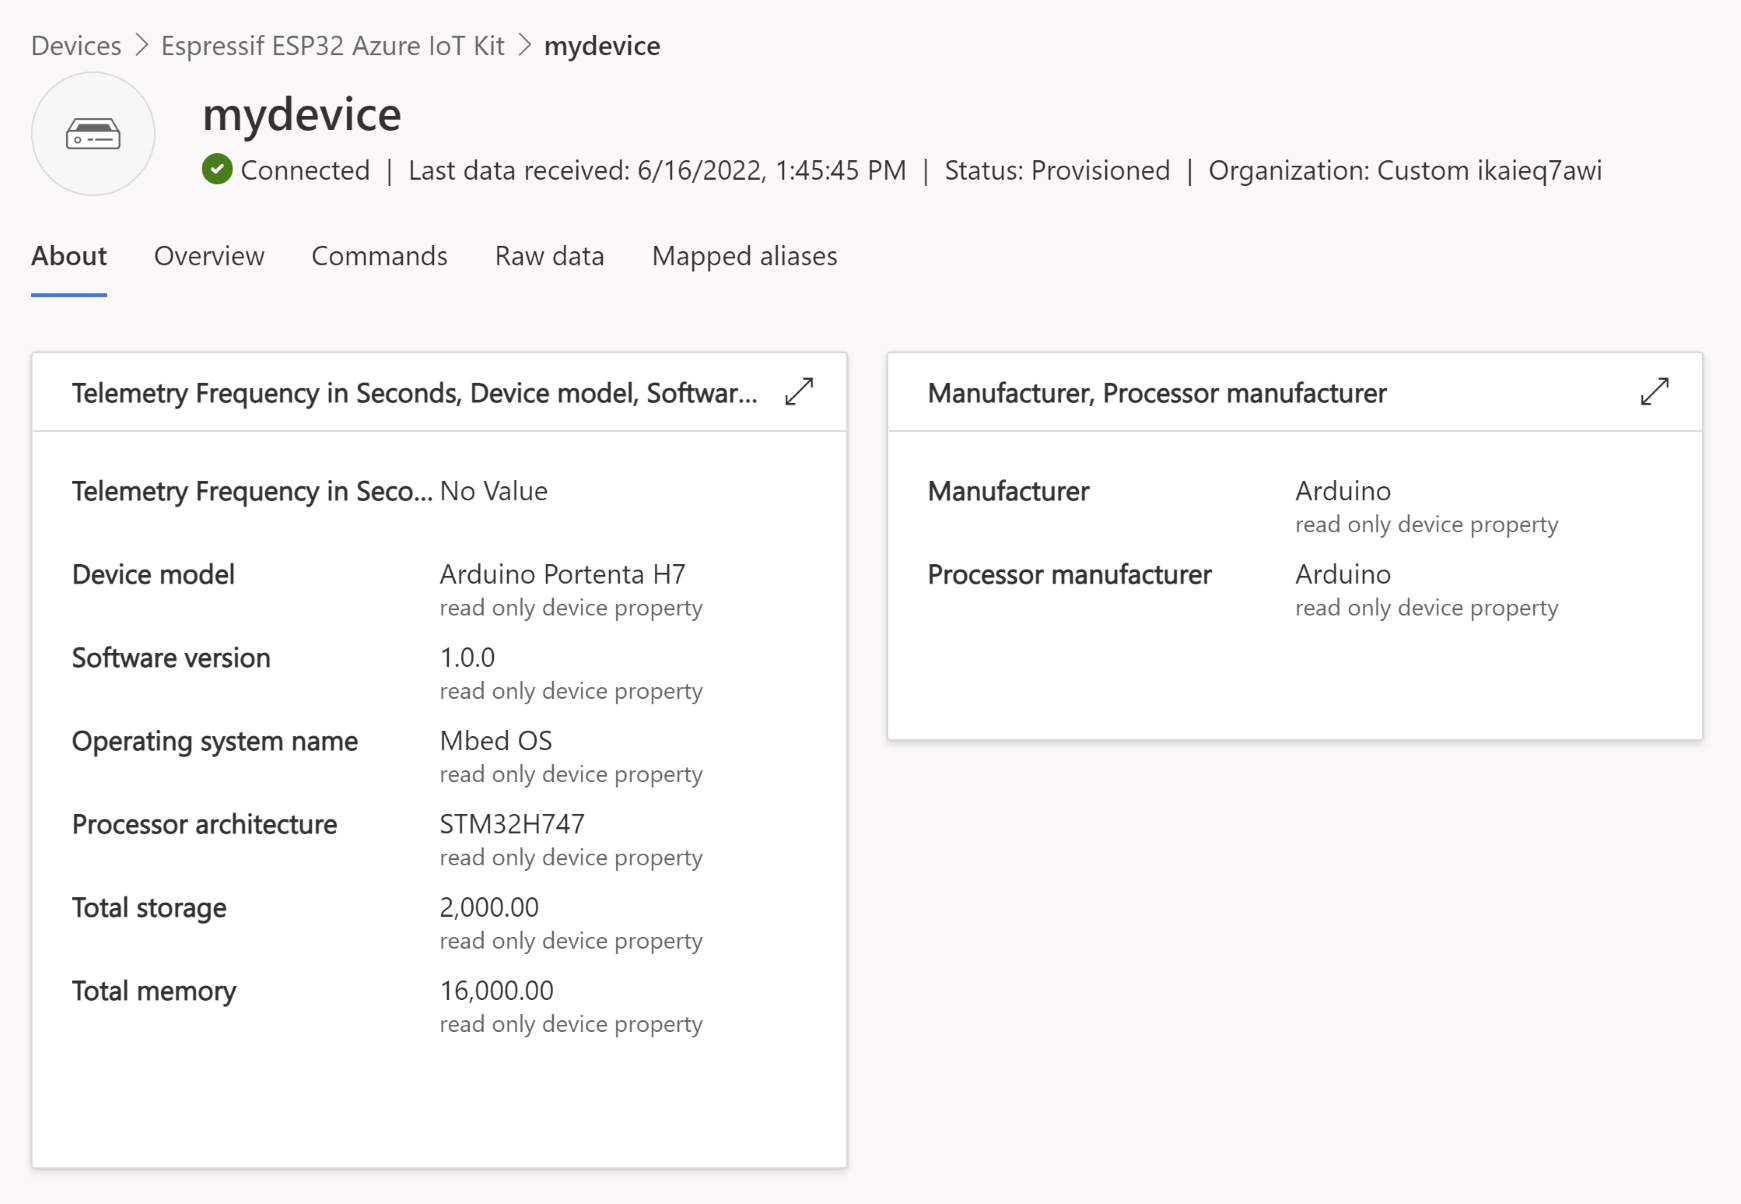 Devices > Espressif ESP32 Azure IoT Kit > mydevice
mydevice
Connected | Last data received: 6/16/2022, 1:45:45 PM | Status: Provisioned | Organization: Custom ikaieq7awi
About Overview Commands Raw data Mapped aliases
Telemetry Frequency in Seconds, Device model, Softwar...
Telemetry Frequency in Seco... No Value
Device model Arduino Portenta H7
read only device property
Software version 1.0.0
read only device property
Operating system name Mbed OS
read only device property
Processor architecture STM32H747
read only device property
Total storage 2,000.00
read only device property
Total memory 16,000.00
read only device property
Manufacturer, Processor manufacturer
Manufacturer Arduino
read only device property
Processor manufacturer Arduino
read only device property